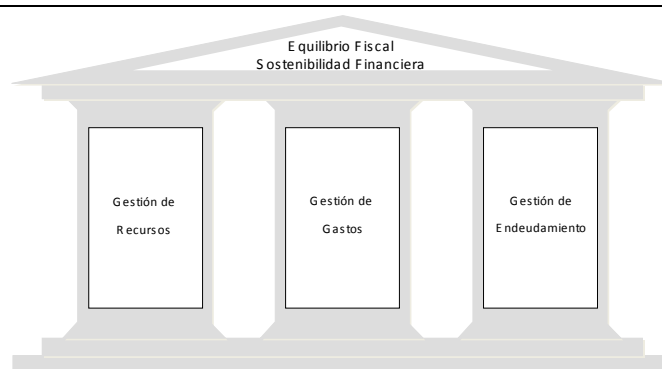 Equilibrio Fiscal
Sostenibilidad Financiera
Gestión de
Recursos
Gestión de
Gastos
Gestión de
Endeudamiento